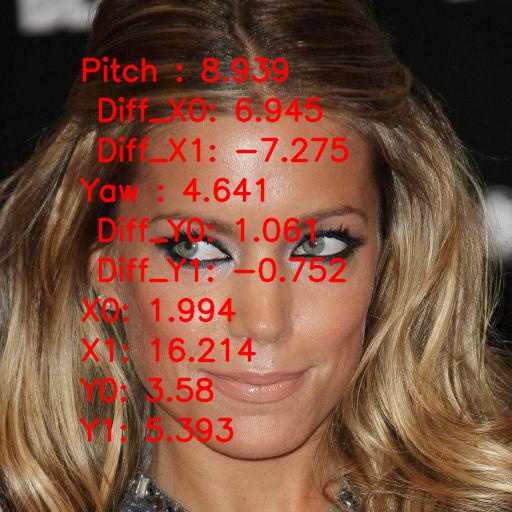 Pitch : 8.939
Diff_X0: 6.945
Diff_X1: -7.275
Yaw : 4.641
Diff_Y0: 1.061
Diff_Y1: -0.752
X0: 1.994
X1: 16.214
Y0: 3.58
Y1: 5.393